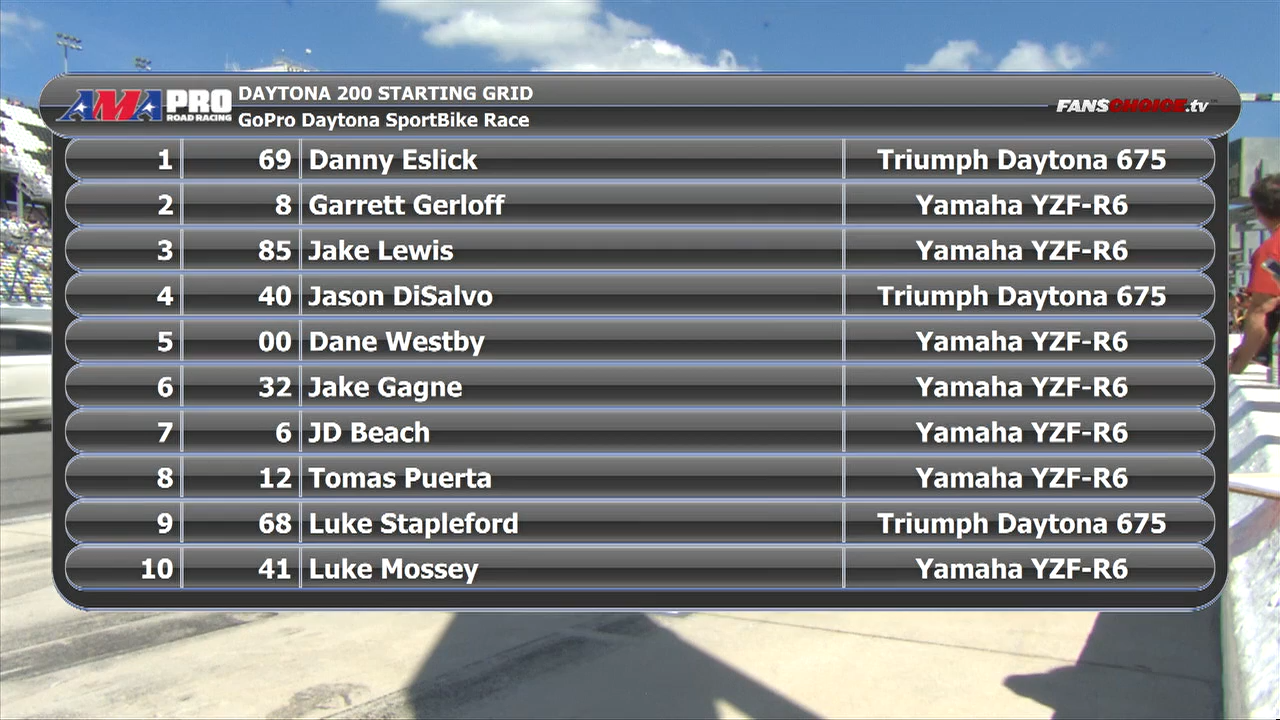 AMA PRO ROAD RACING
DAYTONA 200 STARTING GRID
GoPro Daytona SportBike Race
FANSCHOICE.tv
1 69 Danny Eslick Triumph Daytona 675
2 8 Garrett Gerloff Yamaha YZF-R6
3 85 Jake Lewis Yamaha YZF-R6
4 40 Jason DiSalvo Triumph Daytona 675
5 00 Dane Westby Yamaha YZF-R6
6 32 Jake Gagne Yamaha YZF-R6
7 6 JD Beach Yamaha YZF-R6
8 12 Tomas Puerta Yamaha YZF-R6
9 68 Luke Stapleford Triumph Daytona 675
10 41 Luke Mossey Yamaha YZF-R6